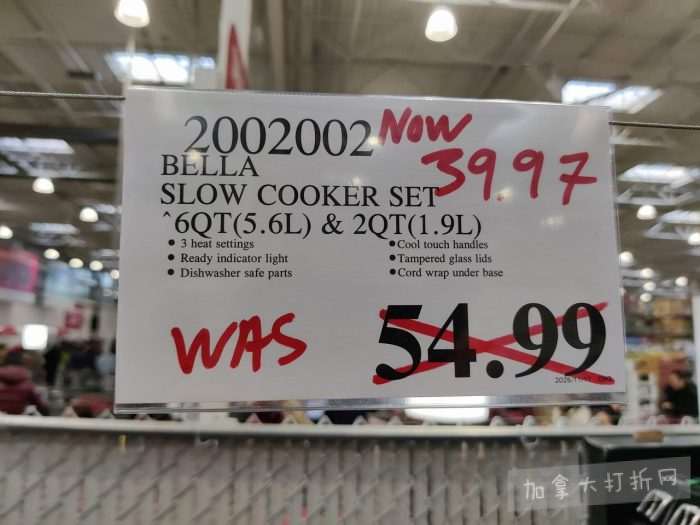 2002002 NOW
BELLA 39.97
SLOW COOKER SET
^6QT(5.6L) & 2QT(1.9L)
• 3 heat settings
• Ready indicator light
• Dishwasher safe parts
• Cool touch handles
• Tampered glass lids
• Cord wrap under base
WAS 54.99
加拿大打折网